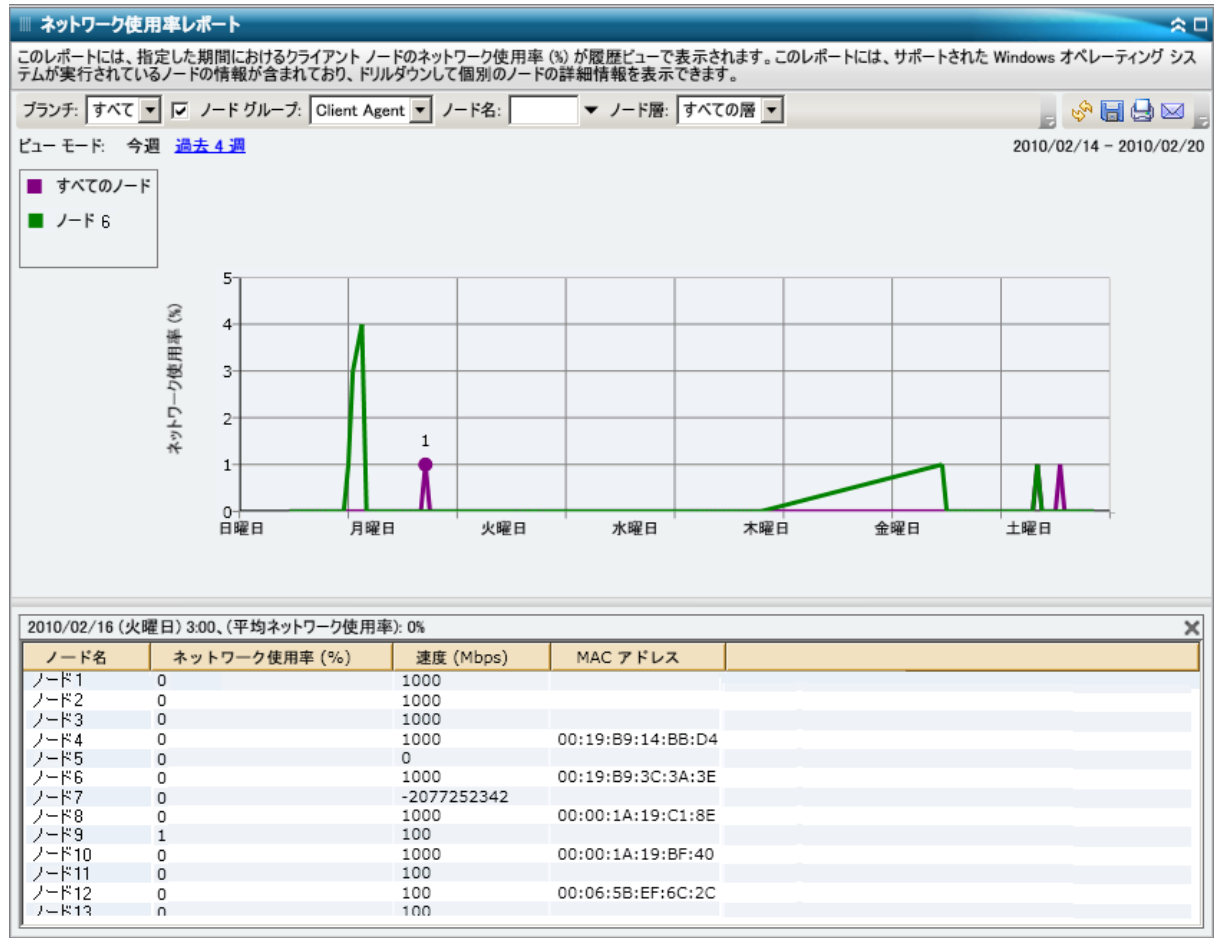 ネットワーク使用率レポート
このレポートには、指定した期間におけるクライアント ノードのネットワーク使用率 (%) が履歴ビューで表示されます。このレポートには、サポートされた Windows オペレーティング シス
テムが実行されているノードの情報が含まれており、ドリルダウンして個別のノードの詳細情報を表示できます。
ブランチ: すべて ノード グループ: Client Agent ノード名: ノード層: すべての層
ビュー モード: 今週 過去 4 週 2010/02/14 - 2010/02/20
すべてのノード
ノード 6
ネットワーク使用率 (%)
5
4
3
2
1
1
0
日曜日 月曜日 火曜日 水曜日 木曜日 金曜日 土曜日
2010/02/16 (火曜日) 3:00、(平均ネットワーク使用率): 0%
ノード名 ネットワーク使用率 (%) 速度 (Mbps) MAC アドレス
ノード1 0 1000
ノード2 0 1000
ノード3 0 1000
ノード4 0 1000 00:19:B9:14:BB:D4
ノード5 0 0
ノード6 0 1000 00:19:B9:3C:3A:3E
ノード7 0 -2077252342
ノード8 0 1000 00:00:1A:19:C1:8E
ノード9 1 100
ノード10 0 1000 00:00:1A:19:BF:40
ノード11 0 100
ノード12 0 100 00:06:5B:EF:6C:2C
ノード13 0 100